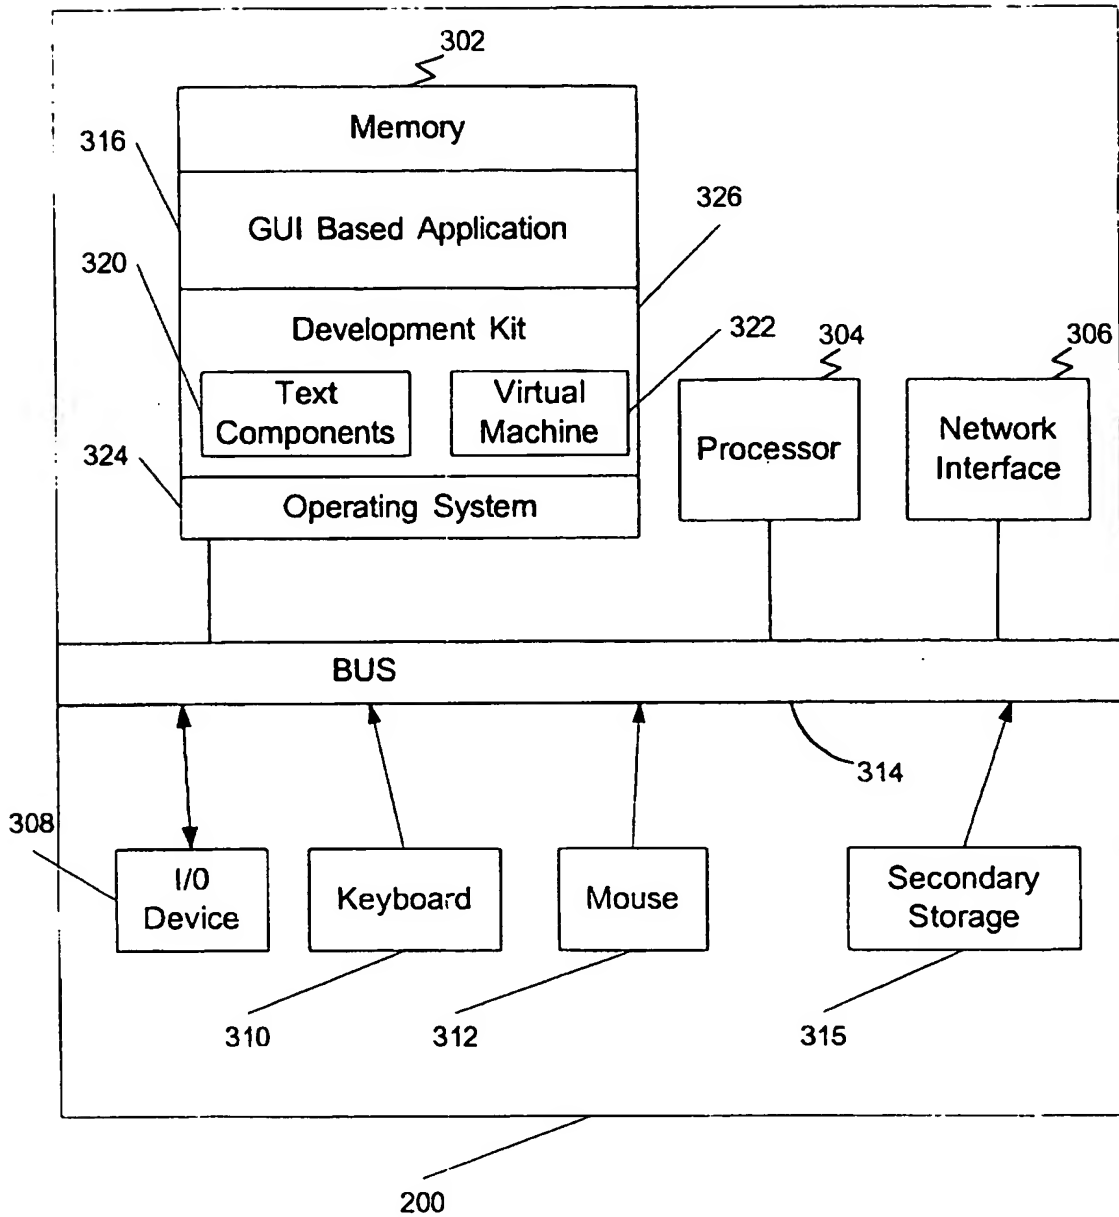 302
Memory
316
GUI Based Application
326
320
Development Kit
322
304
306
Text
Components
Virtual
Machine
Processor
Network
Interface
324
Operating System
BUS
314
308
I/0
Device
Keyboard
Mouse
Secondary
Storage
310
312
315
200